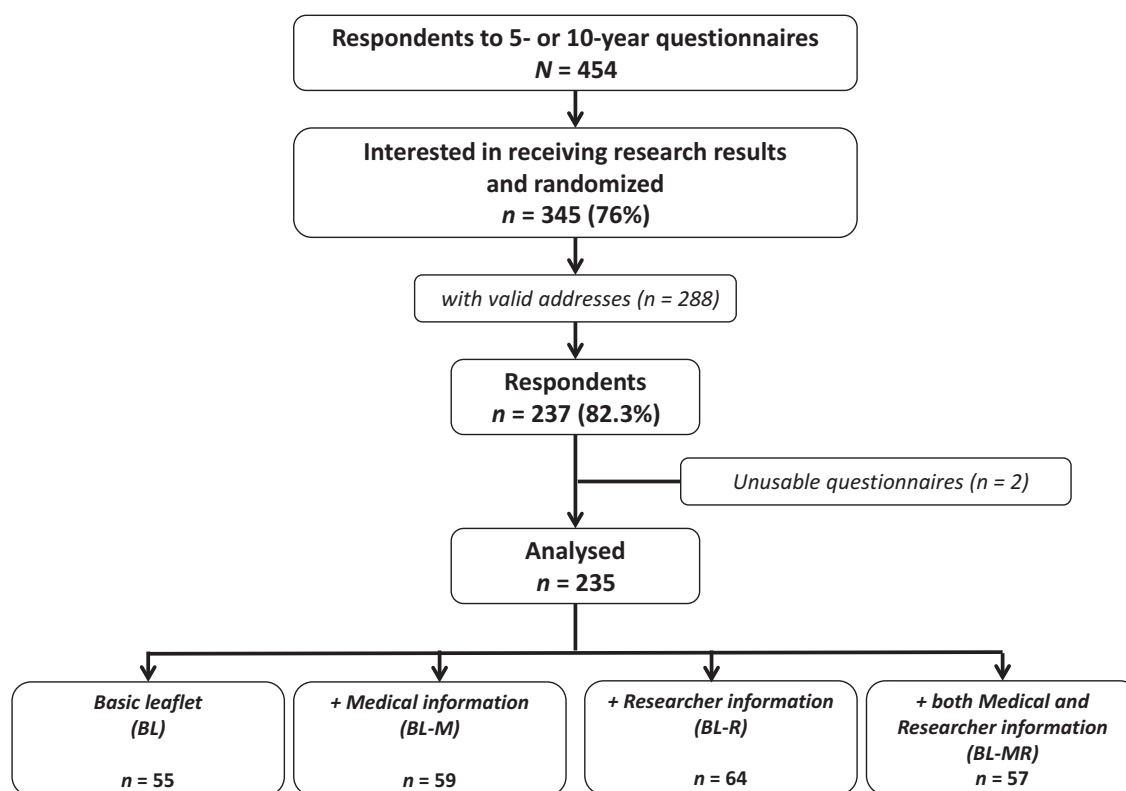 Respondents to 5- or 10-year questionnaires
N = 454
Interested in receiving research results
and randomized
n = 345 (76%)
with valid addresses (n = 288)
Respondents
n = 237 (82.3%)
Unusable questionnaires (n = 2)
Analysed
n = 235
Basic leaflet
(BL)
n = 55
+ Medical information
(BL-M)
n = 59
+ Researcher information
(BL-R)
n = 64
+ both Medical and
Researcher information
(BL-MR)
n = 57